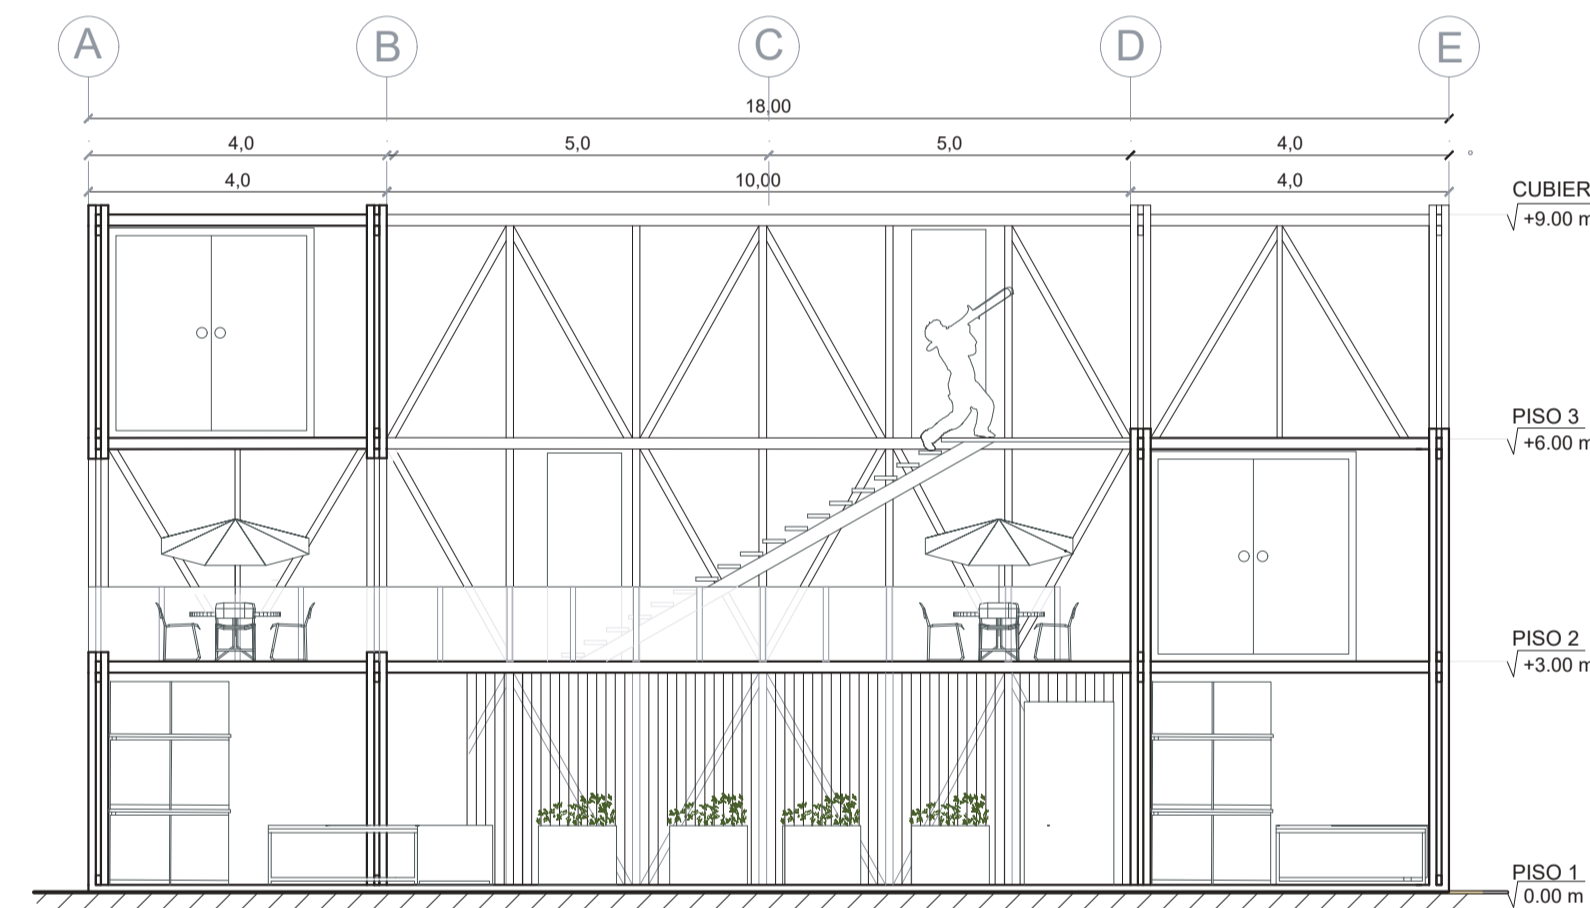 A B C D E
18,00
4,0 5,0 5,0 4,0
4,0 10,00 4,0
CUBIER
+9.00 m
PISO 3
+6.00 m
PISO 2
+3.00 m
PISO 1
0.00 m